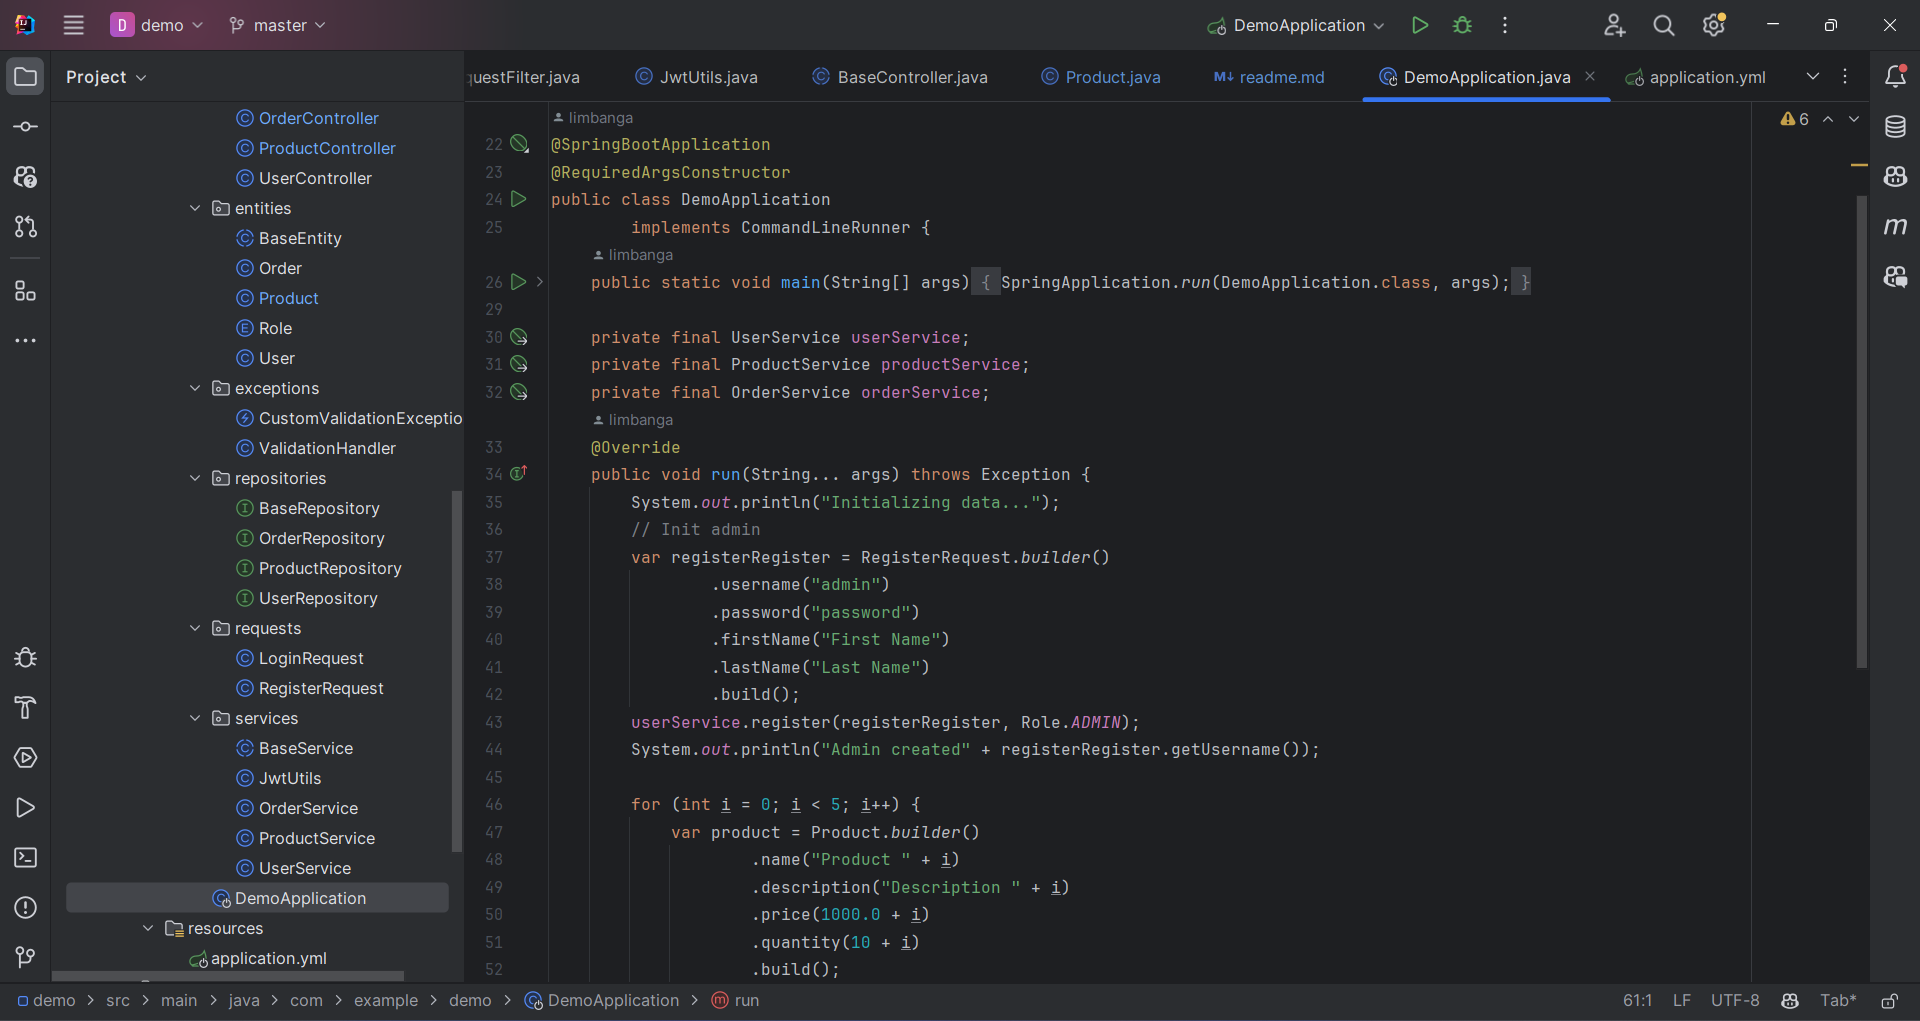 D demo master DemoApplication
Project
questFilter.java JwtUtils.java BaseController.java Product.java M↓ readme.md DemoApplication.java application.yml
OrderController
ProductController
UserController
entities
BaseEntity
Order
Product
Role
User
exceptions
CustomValidationExceptio
ValidationHandler
repositories
BaseRepository
OrderRepository
ProductRepository
UserRepository
requests
LoginRequest
RegisterRequest
services
BaseService
JwtUtils
OrderService
ProductService
UserService
DemoApplication
resources
application.yml
limbanga
6
22 @SpringBootApplication
23 @RequiredArgsConstructor
24 public class DemoApplication
25 implements CommandLineRunner {
limbanga
26 public static void main(String[] args) { SpringApplication.run(DemoApplication.class, args); }
29
30 private final UserService userService;
31 private final ProductService productService;
32 private final OrderService orderService;
limbanga
33 @Override
34 public void run(String... args) throws Exception {
35 System.out.println("Initializing data...");
36 // Init admin
37 var registerRegister = RegisterRequest.builder()
38 .username("admin")
39 .password("password")
40 .firstName("First Name")
41 .lastName("Last Name")
42 .build();
43 userService.register(registerRegister, Role.ADMIN);
44 System.out.println("Admin created" + registerRegister.getUsername());
45
46 for (int i = 0; i < 5; i++) {
47 var product = Product.builder()
48 .name("Product " + i)
49 .description("Description " + i)
50 .price(1000.0 + i)
51 .quantity(10 + i)
52 .build();
demo > src > main > java > com > example > demo > DemoApplication > run
61:1 LF UTF-8 Tab*